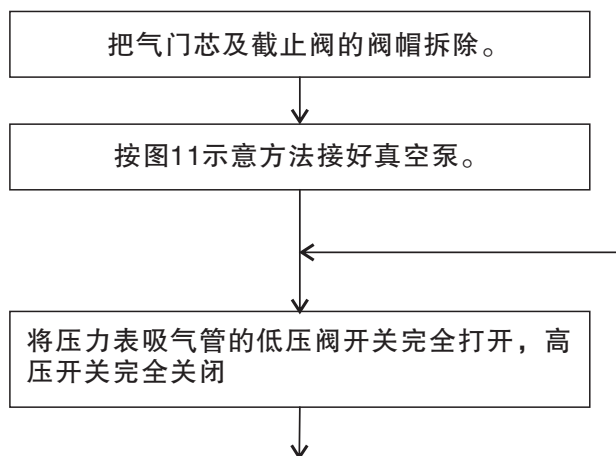 把气门芯及截止阀的阀帽拆除。
按图11示意方法接好真空泵。
将压力表吸气管的低压阀开关完全打开，高
压开关完全关闭